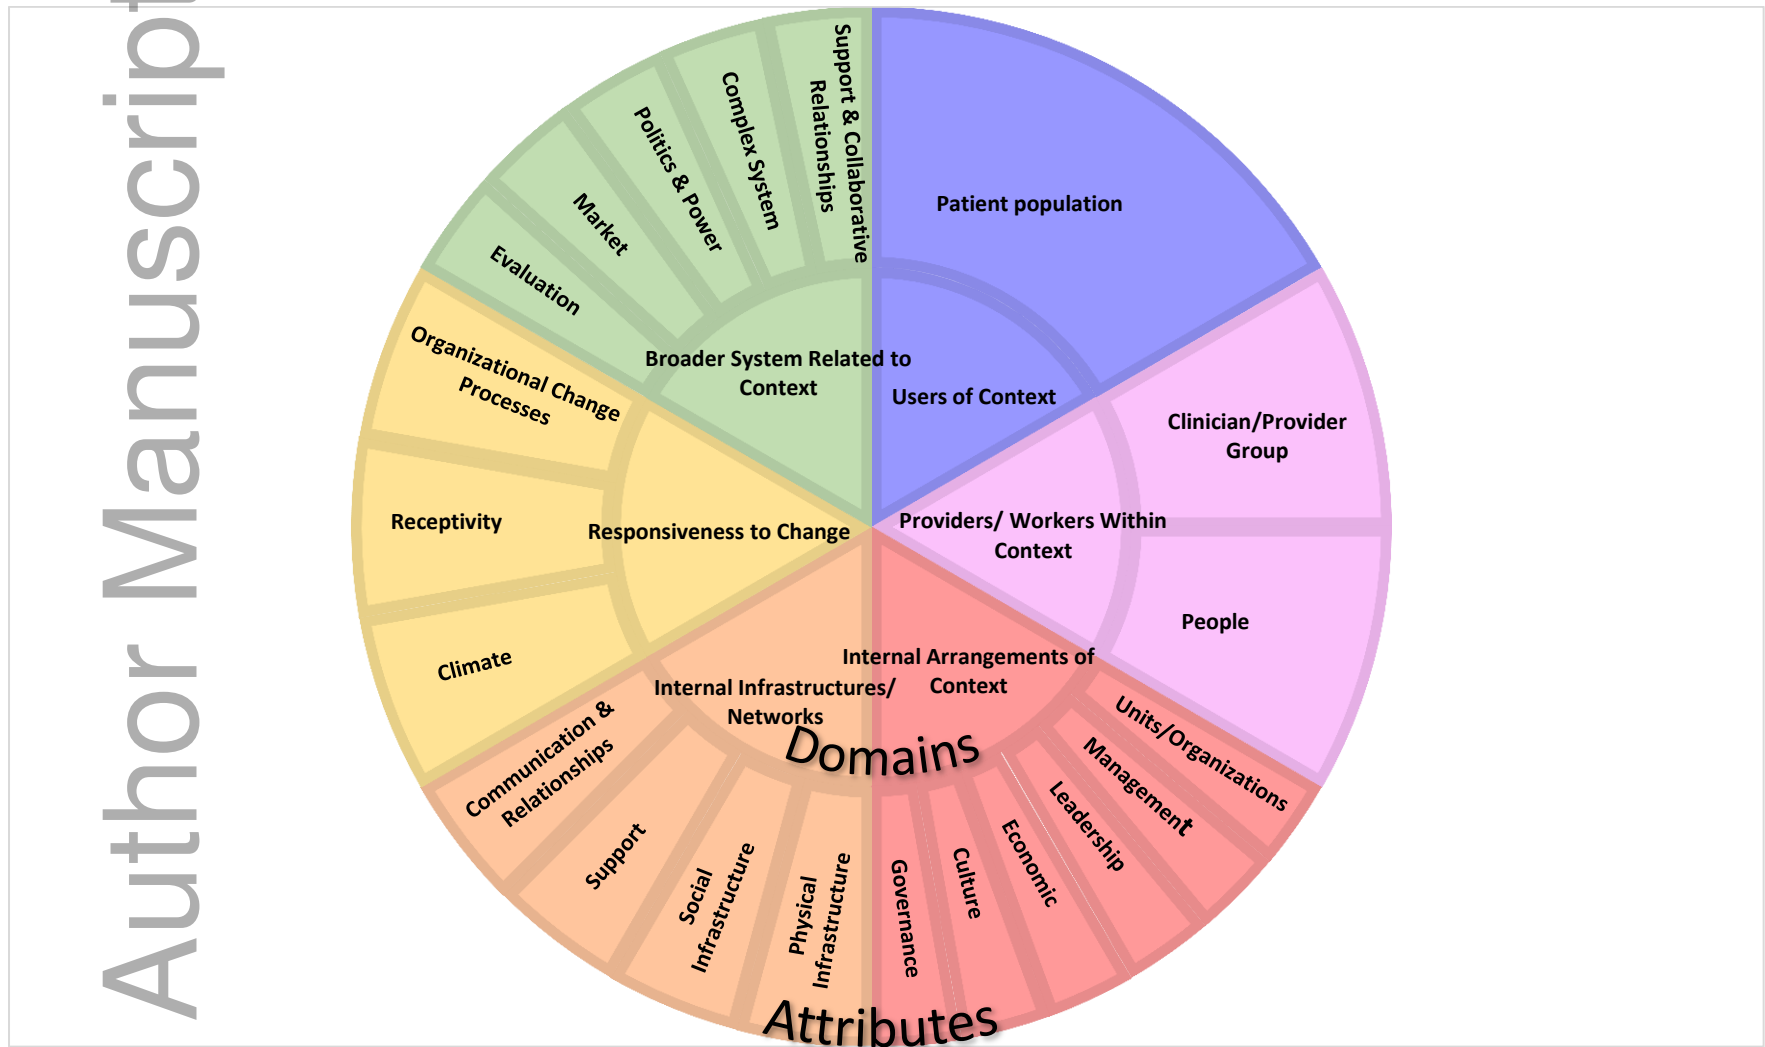 Author Manuscript
Support & Collaborative
Relationships
Complex System
Politics & Power
Market
Evaluation
Broader System Related to
Context
Patient population
Users of Context
Clinician/Provider
Group
Providers/ Workers Within
Context
People
Organizational Change
Processes
Receptivity
Responsiveness to Change
Climate
Internal Arrangements of
Context
Units/Organizations
Management
Leadership
Economic
Culture
Governance
Internal Infrastructures/
Networks
Communication &
Relationships
Support
Social
Infrastructure
Physical
Infrastructure
Domains
Attributes